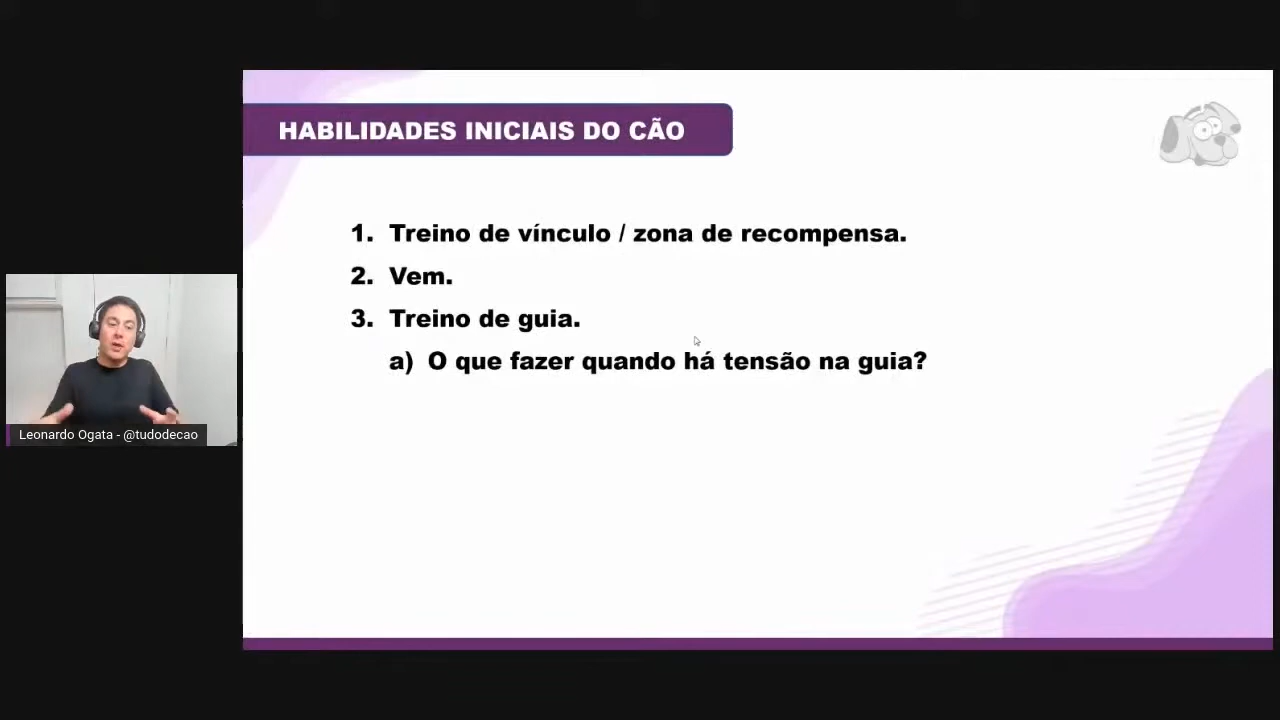 HABILIDADES INICIAIS DO CÃO
1. Treino de vínculo / zona de recompensa.
2. Vem.
3. Treino de guia.
a) O que fazer quando há tensão na guia?
Leonardo Ogata - @tudodecao